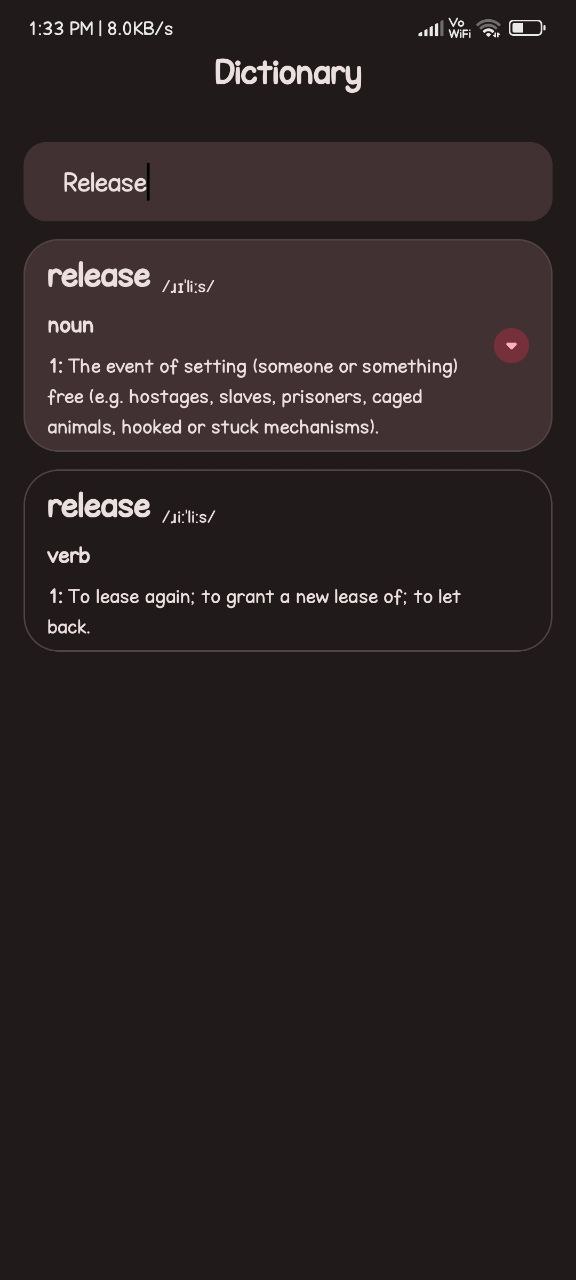 1:33 PM | 8.0KB/s
Vo
WiFi
Dictionary
Release
release /ɹɪˈliːs/
noun
1: The event of setting (someone or something)
free (e.g. hostages, slaves, prisoners, caged
animals, hooked or stuck mechanisms).
release /ɹiːˈliːs/
verb
1: To lease again; to grant a new lease of; to let
back.